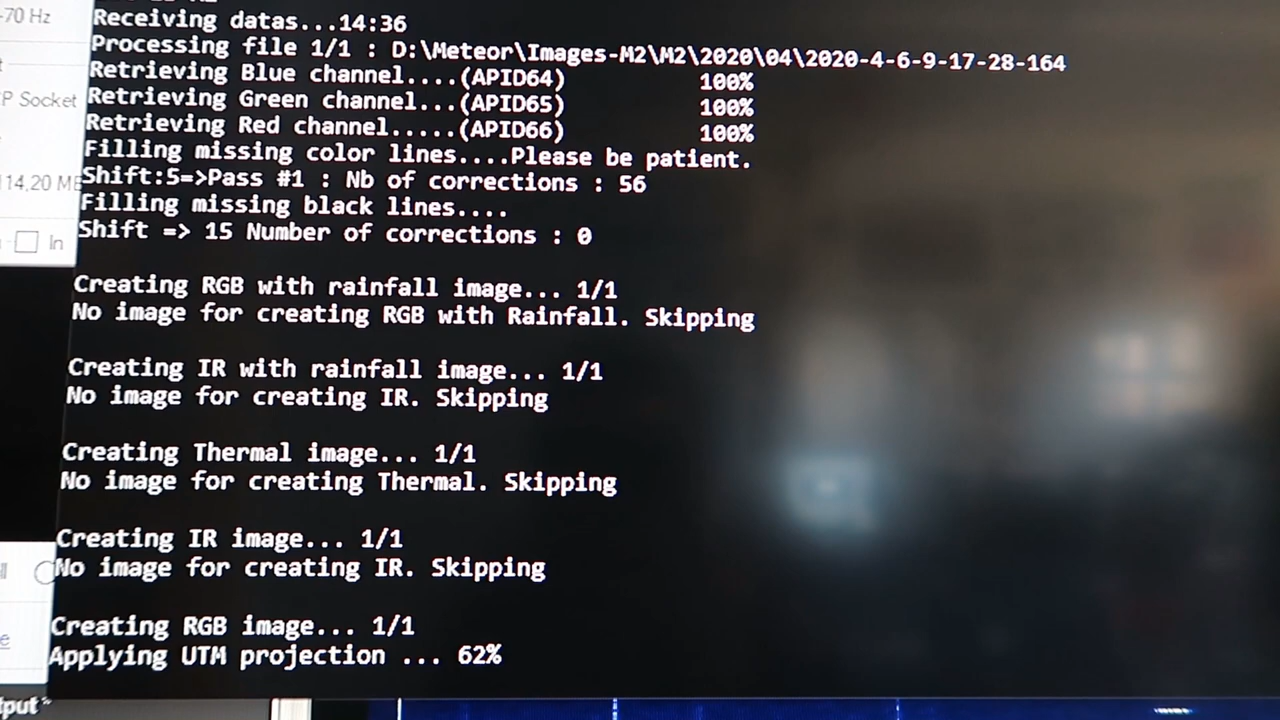 -70 Hz
Receiving datas...14:36
Processing file 1/1 : D:\Meteor\Images-M2\M2\2020\04\2020-4-6-9-17-28-164
Retrieving Blue channel....(APID64) 100%
P Socket
Retrieving Green channel...(APID65) 100%
Retrieving Red channel.....(APID66) 100%
Filling missing color lines....Please be patient.
14,20 ME
Shift:5=>Pass #1 : Nb of corrections : 56
Filling missing black lines....
In
Shift => 15 Number of corrections : 0
Creating RGB with rainfall image... 1/1
No image for creating RGB with Rainfall. Skipping
Creating IR with rainfall image... 1/1
No image for creating IR. Skipping
Creating Thermal image... 1/1
No image for creating Thermal. Skipping
Creating IR image... 1/1
No image for creating IR. Skipping
Creating RGB image... 1/1
Applying UTM projection ... 62%
tput*